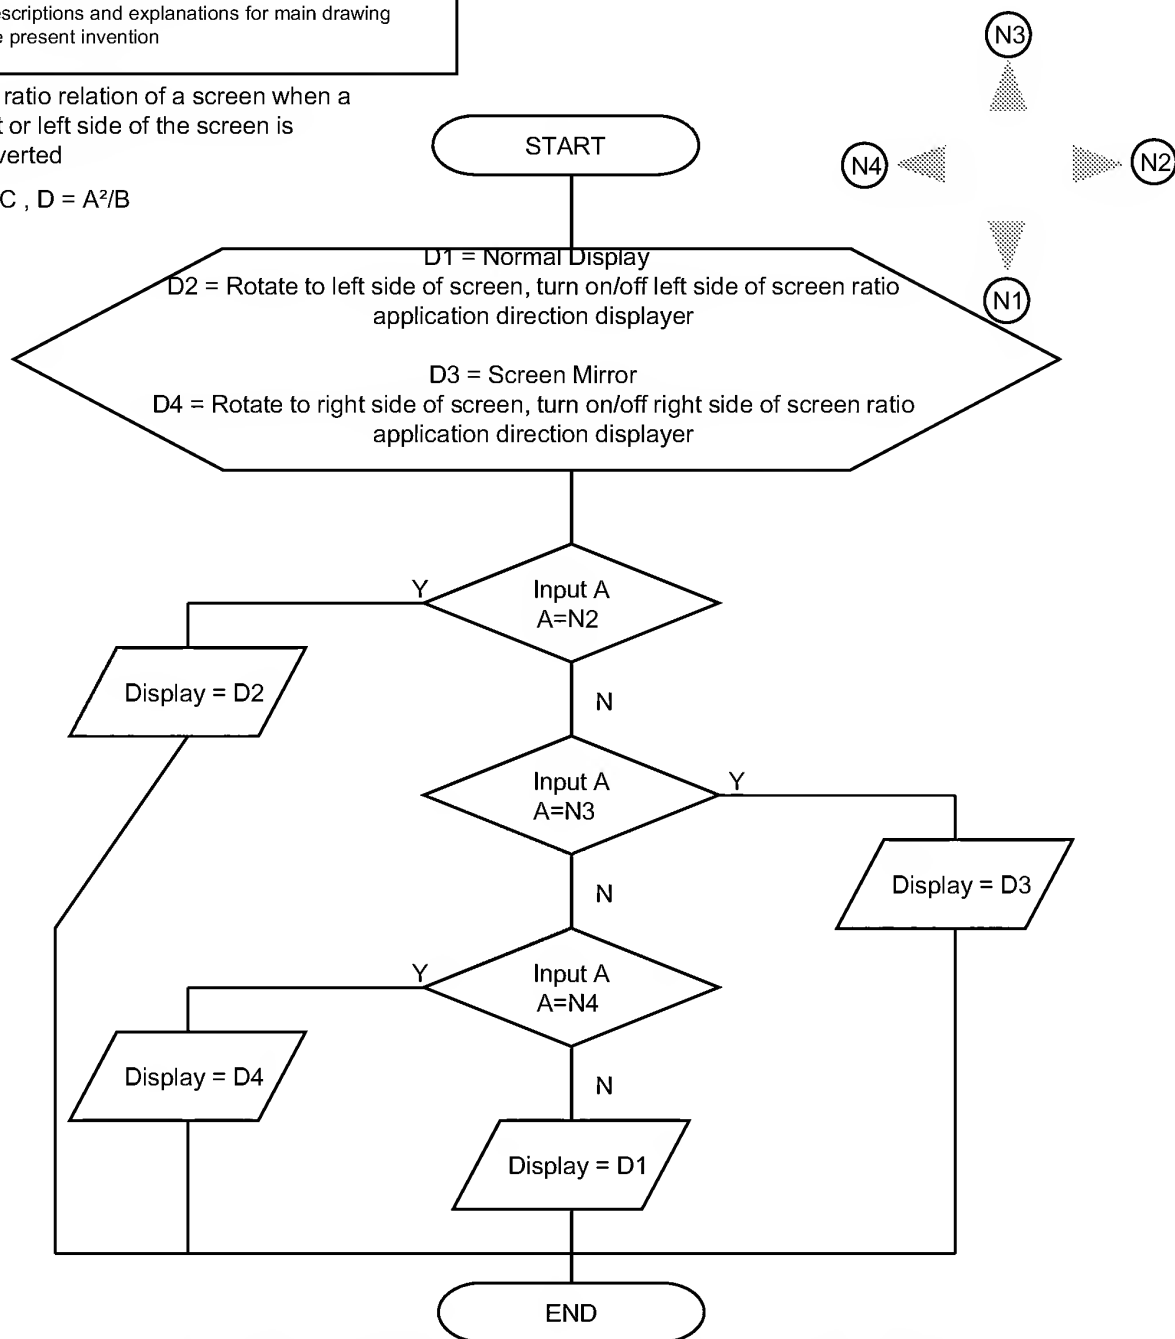 scriptions and explanations for main drawing
present invention
ratio relation of a screen when a
or left side of the screen is
verted
C , D = A²/B
N3
N4
N2
N1
START
D1 = Normal Display
D2 = Rotate to left side of screen, turn on/off left side of screen ratio
application direction displayer
D3 = Screen Mirror
D4 = Rotate to right side of screen, turn on/off right side of screen ratio
application direction displayer
Input A
A=N2
Y
N
Display = D2
Input A
A=N3
Y
N
Display = D3
Input A
A=N4
Y
N
Display = D4
Display = D1
END